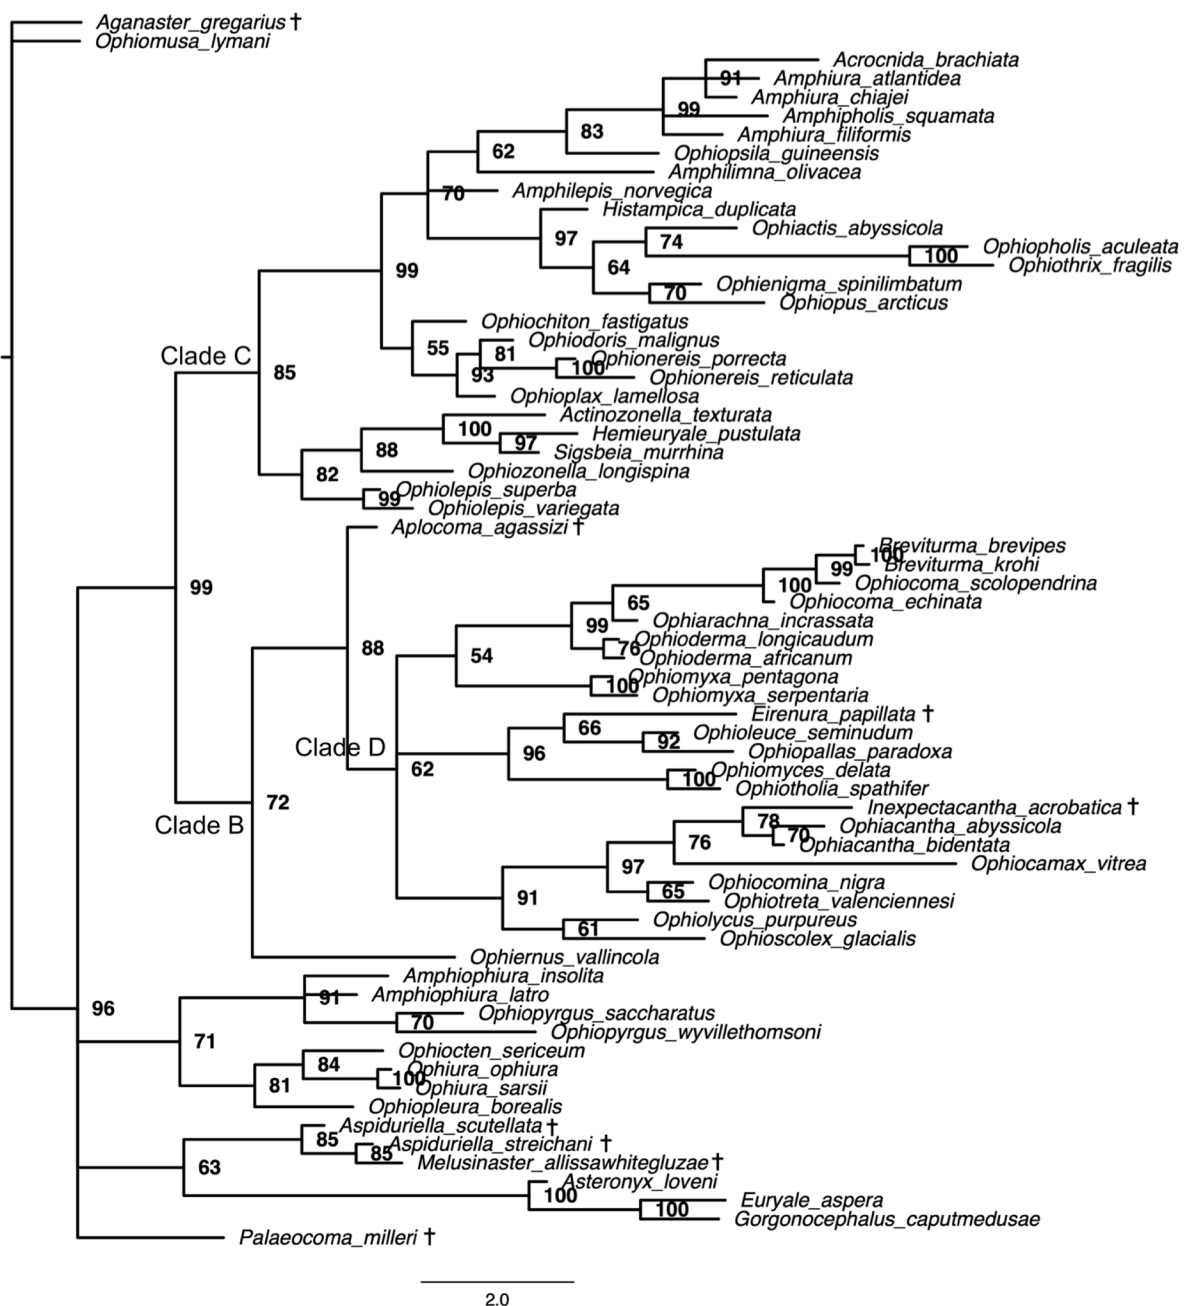 Aganaster_gregarius †
Ophiomusa_lymani
Acrocnida_brachiata
91 Amphiura_atlantidea
Amphiura_chiajei
99 Amphipholis_squamata
83 Amphiura_filiformis
62 Ophiopsila_guineensis
Amphilimna_olivacea
70 Amphilepis_norvegica
Histampica_duplicata
97 74 Ophiactis_abyssicola
100 Ophiopholis_aculeata
99 64 Ophiothrix_fragilis
70 Ophienigma_spinilimbatum
Ophiopus_arcticus
Ophiochiton_fastigatus
55 81 Ophiodoris_malignus
Clade C 100 Ophionereis_porrecta
85 93 Ophionereis_reticulata
Ophioplax_lamellosa
Actinozonella_texturata
100 97 Hemieuryale_pustulata
88 Sigsbeia_murrhina
82 Ophiozonella_longispina
99 Ophiolepis_superba
Ophiolepis_variegata
Aplocoma_agassizi †
100 Breviturma_brevipes
99 Breviturma_krohi
99 100 Ophiocoma_scolopendrina
65 Ophiocoma_echinata
99 Ophiarachna_incrassata
88 76 Ophioderma_longicaudum
54 Ophioderma_africanum
100 Ophiomyxa_pentagona
Ophiomyxa_serpentaria
66 Eirenura_papillata †
Clade D 92 Ophioleuce_seminudum
96 Ophiopallas_paradoxa
62 100 Ophiomyces_delata
Ophiotholia_spathifer
72 78 Inexpectacantha_acrobatica †
Clade B 70 Ophiacantha_abyssicola
76 Ophiacantha_bidentata
97 Ophiocamax_vitrea
65 Ophiocomina_nigra
91 Ophiotreta_valenciennesi
61 Ophiolycus_purpureus
Ophioscolex_glacialis
Ophiernus_vallincola
Amphiophiura_insolita
96 91 Amphiophiura_latro
70 Ophiopyrgus_saccharatus
71 Ophiopyrgus_wyvillethomsoni
84 Ophiocten_sericeum
81 100 Ophiura_ophiura
Ophiura_sarsii
Ophiopleura_borealis
85 Aspiduriella_scutellata †
85 Aspiduriella_streichani †
63 Melusinaster_allissawhitegluzae †
100 Asteronyx_loveni
100 Euryale_aspera
Gorgonocephalus_caputmedusae
Palaeocoma_milleri †
2.0